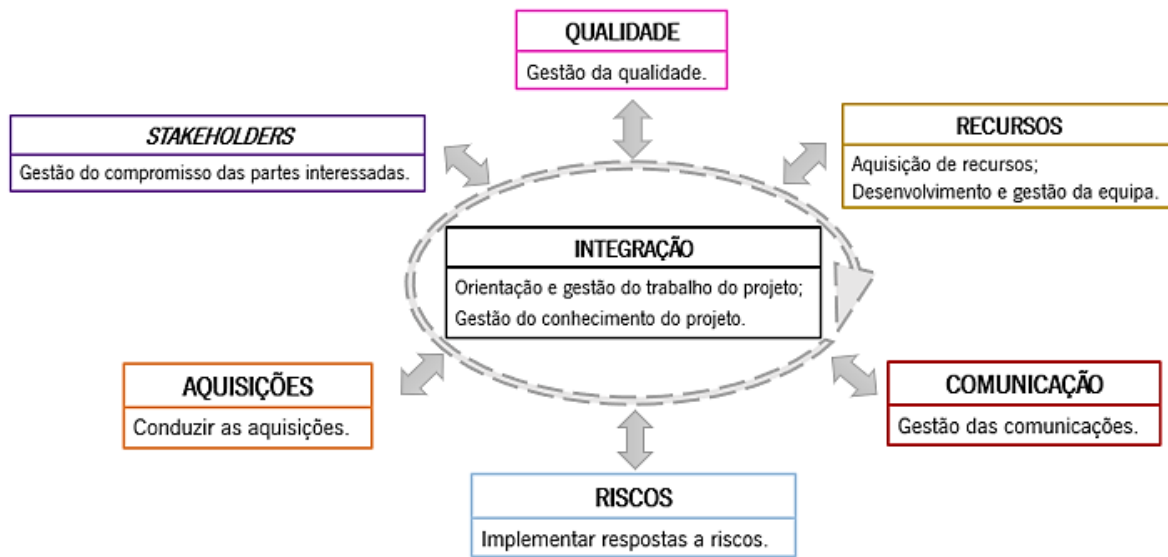 QUALIDADE
Gestão da qualidade.
STAKEHOLDERS
Gestão do compromisso das partes interessadas.
RECURSOS
Aquisição de recursos;
Desenvolvimento e gestão da equipa.
INTEGRAÇÃO
Orientação e gestão do trabalho do projeto;
Gestão do conhecimento do projeto.
AQUISIÇÕES
Conduzir as aquisições.
COMUNICAÇÃO
Gestão das comunicações.
RISCOS
Implementar respostas a riscos.